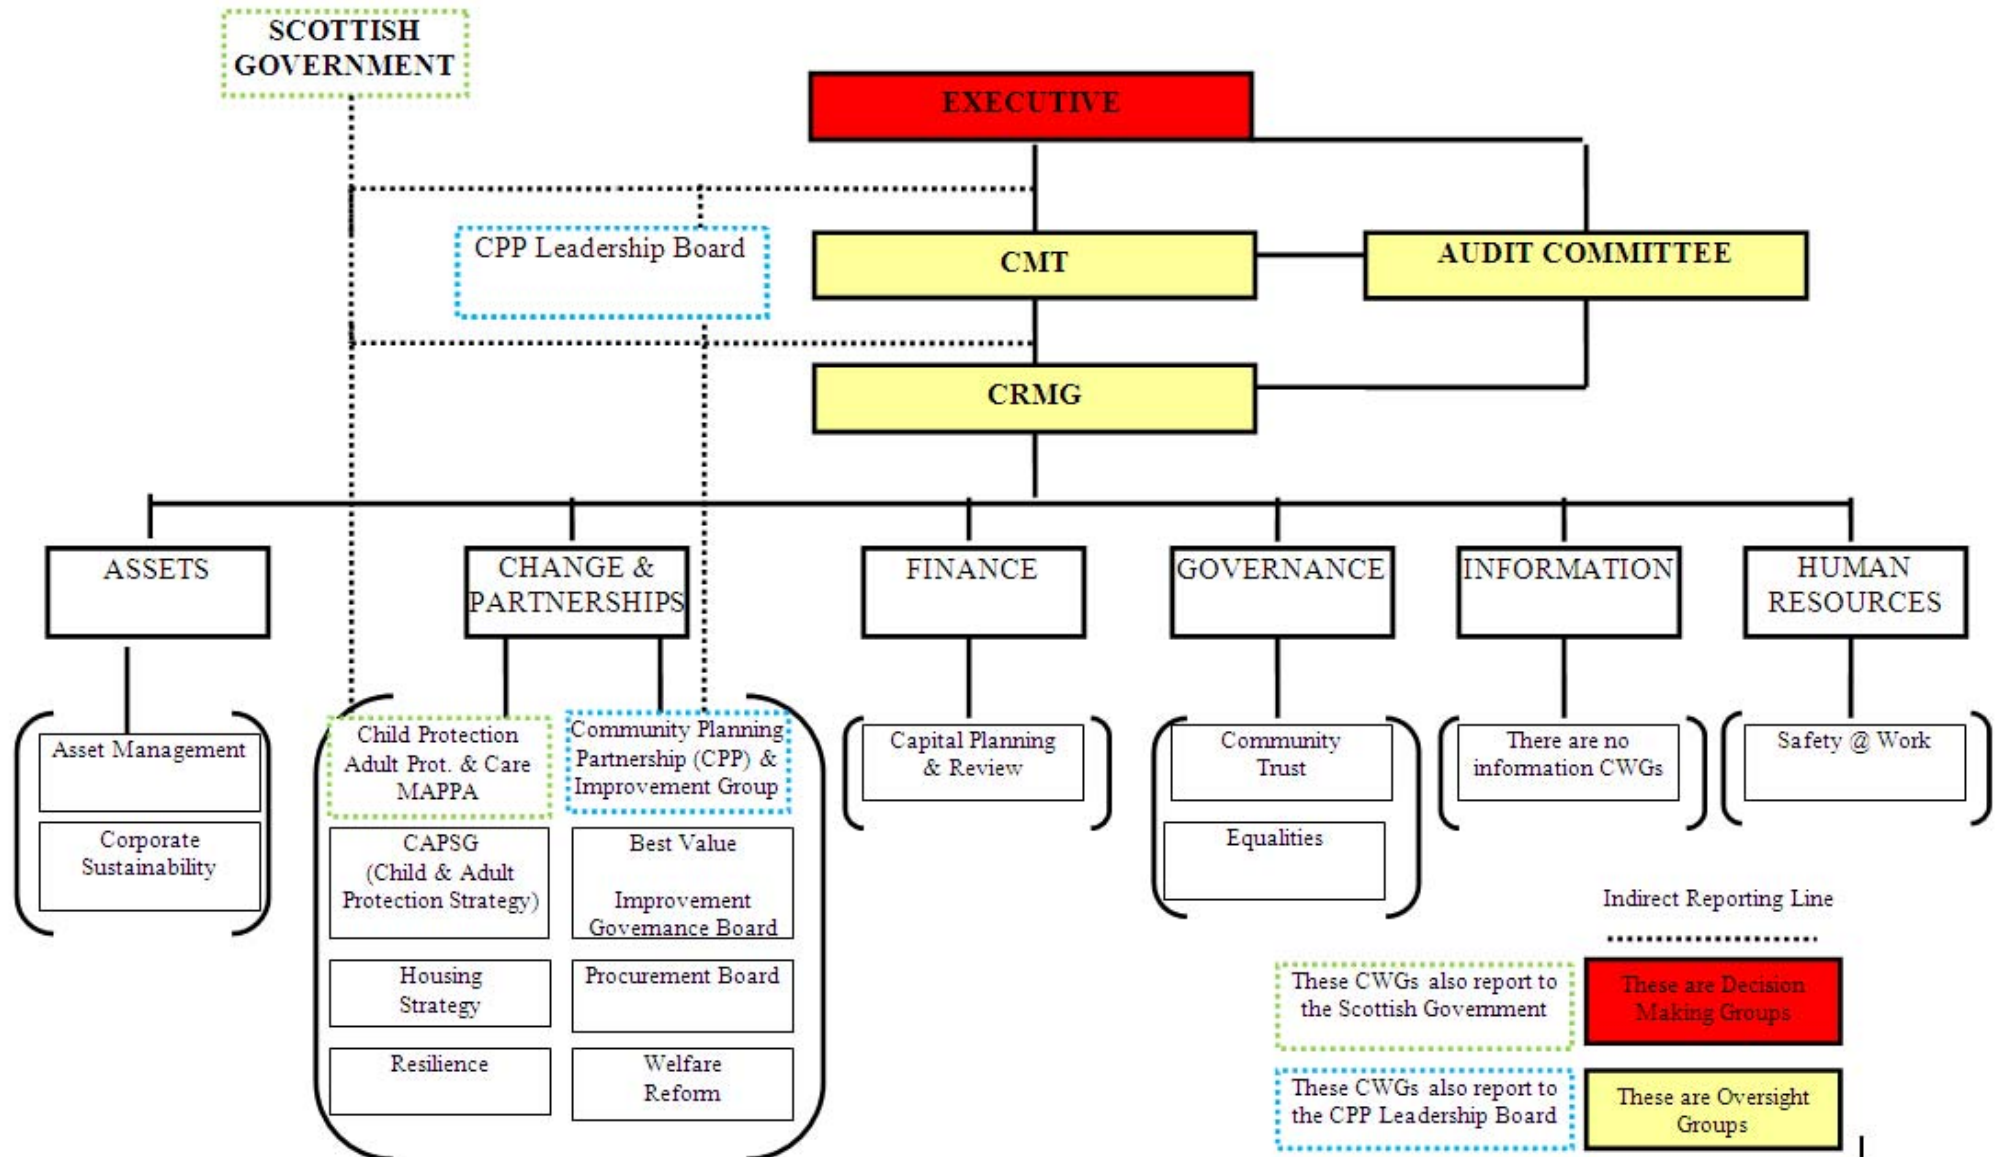 SCOTTISH
GOVERNMENT
EXECUTIVE
CPP Leadership Board
CMT
AUDIT COMMITTEE
CRMG
ASSETS
CHANGE &
PARTNERSHIPS
FINANCE
GOVERNANCE
INFORMATION
HUMAN
RESOURCES
Asset Management
Corporate
Sustainability
Child Protection
Adult Prot. & Care
MAPPA
CAPSG
(Child & Adult
Protection Strategy)
Housing
Strategy
Resilience
Community Planning
Partnership (CPP) &
Improvement Group
Best Value
Improvement
Governance Board
Procurement Board
Welfare
Reform
Capital Planning
& Review
Community
Trust
Equalities
There are no
information CWGs
Safety @ Work
Indirect Reporting Line
These CWGs also report to
the Scottish Government
These are Decision
Making Groups
These CWGs also report to
the CPP Leadership Board
These are Oversight
Groups